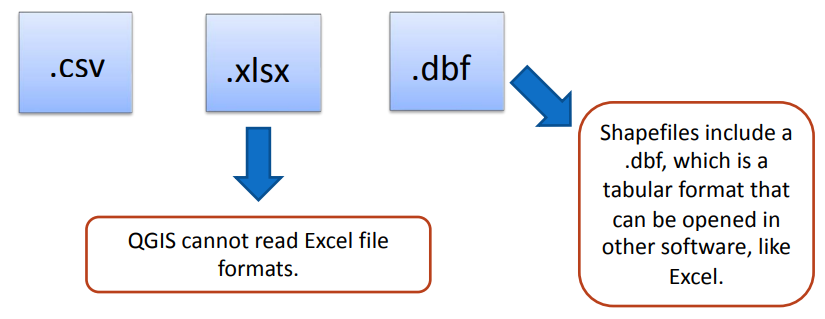 .csv
.xlsx
.dbf
Shapefiles include a
.dbf, which is a
tabular format that
can be opened in
other software, like
Excel.
QGIS cannot read Excel file
formats.